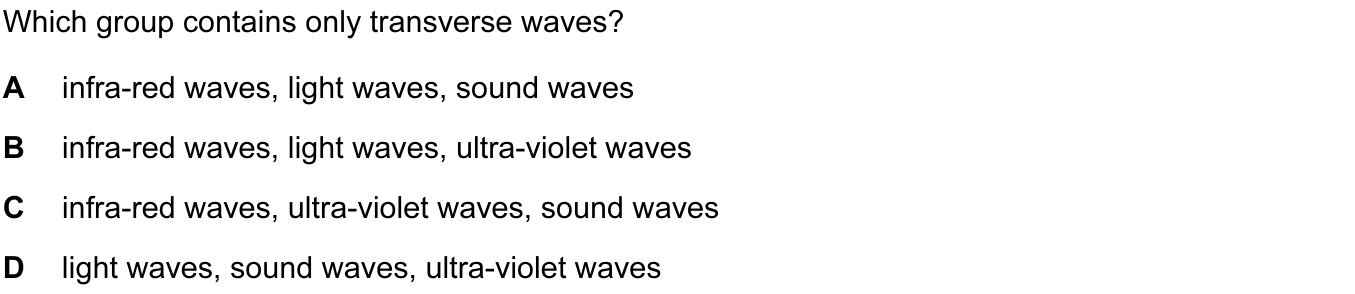 Which group contains only transverse waves?
A infra-red waves, light waves, sound waves
B infra-red waves, light waves, ultra-violet waves
C infra-red waves, ultra-violet waves, sound waves
D light waves, sound waves, ultra-violet waves